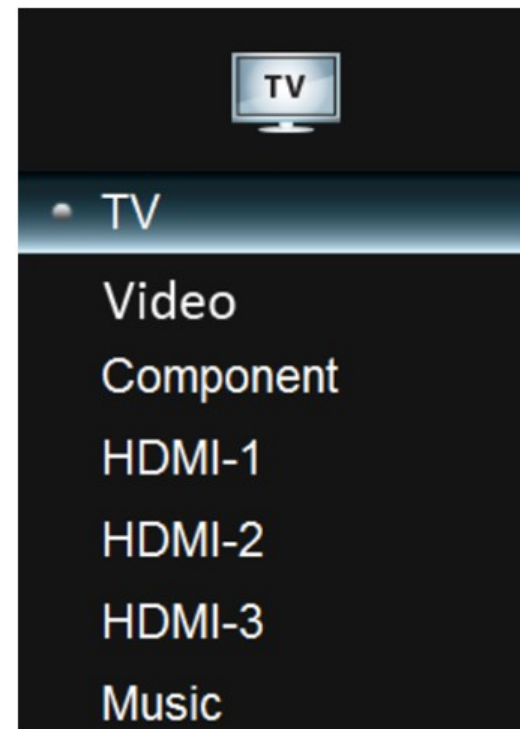 TV
TV
Video
Component
HDMI-1
HDMI-2
HDMI-3
Music